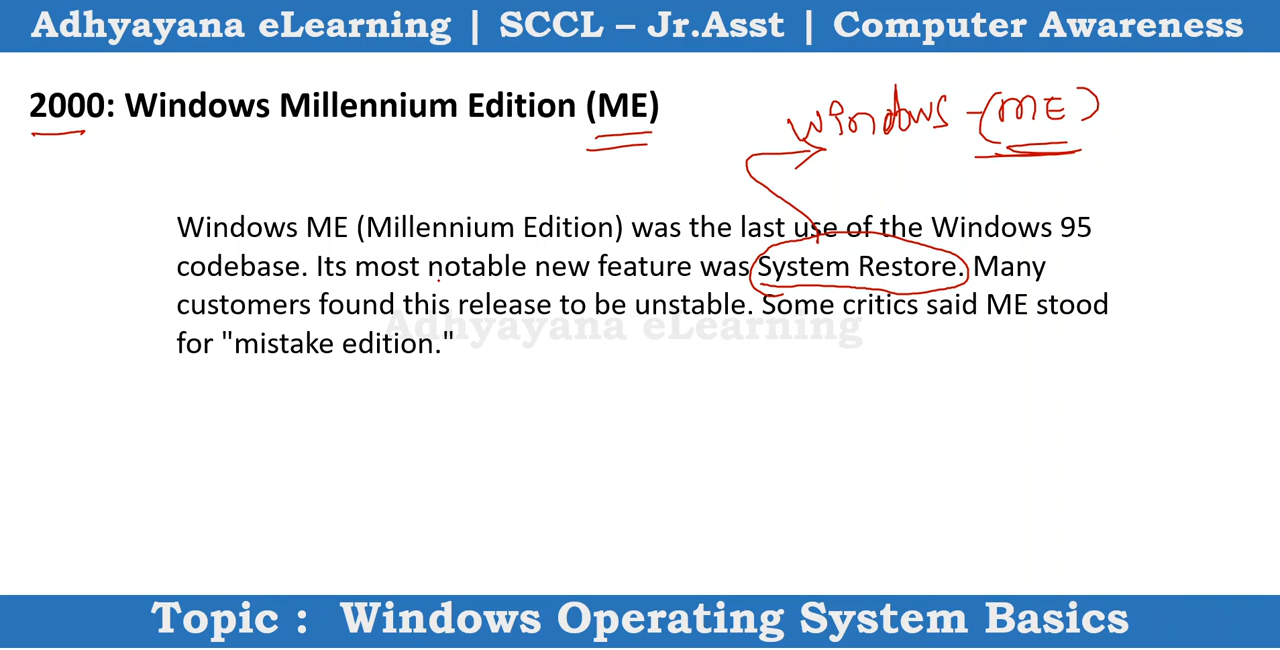 Adhyayana eLearning | SCCL – Jr.Asst | Computer Awareness
2000: Windows Millennium Edition (ME)
Windows -(ME)
Windows ME (Millennium Edition) was the last use of the Windows 95
codebase. Its most notable new feature was System Restore. Many
customers found this release to be unstable. Some critics said ME stood
Adhyayana eLearning
for "mistake edition."
Topic : Windows Operating System Basics